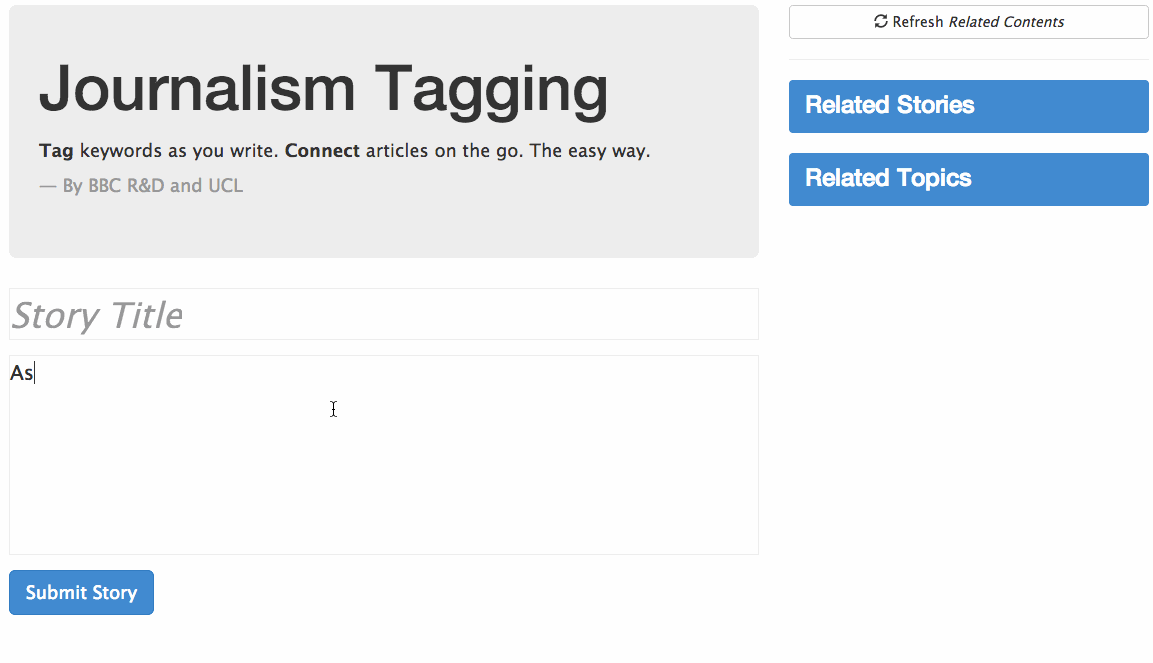 Journalism Tagging
Tag keywords as you write. Connect articles on the go. The easy way.
— By BBC R&D and UCL
Story Title
As
Submit Story
Refresh Related Contents
Related Stories
Related Topics